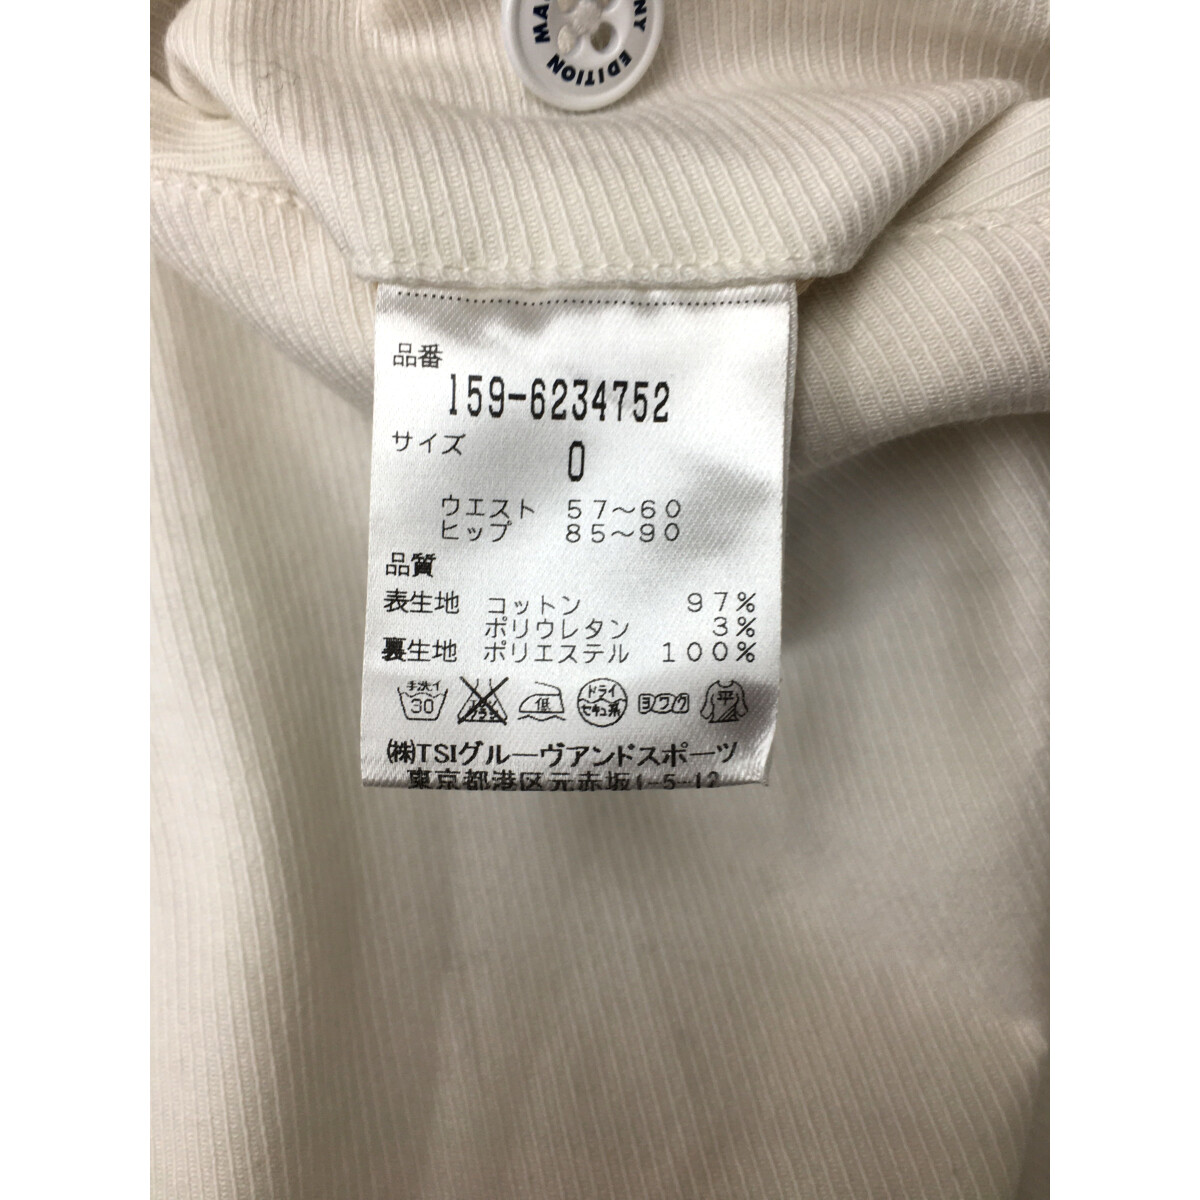 EDITION
品番
159-6234752
サイズ
0
ウエスト 57〜60
ヒップ 85〜90
品質
表生地 コットン 97%
ポリウレタン 3%
裏生地 ポリエステル 100%
手洗イ 30 低 ドライ セキユ系 ヨワク 平
㈱TSIグルーヴアンドスポーツ
東京都港区元赤坂1-5-12